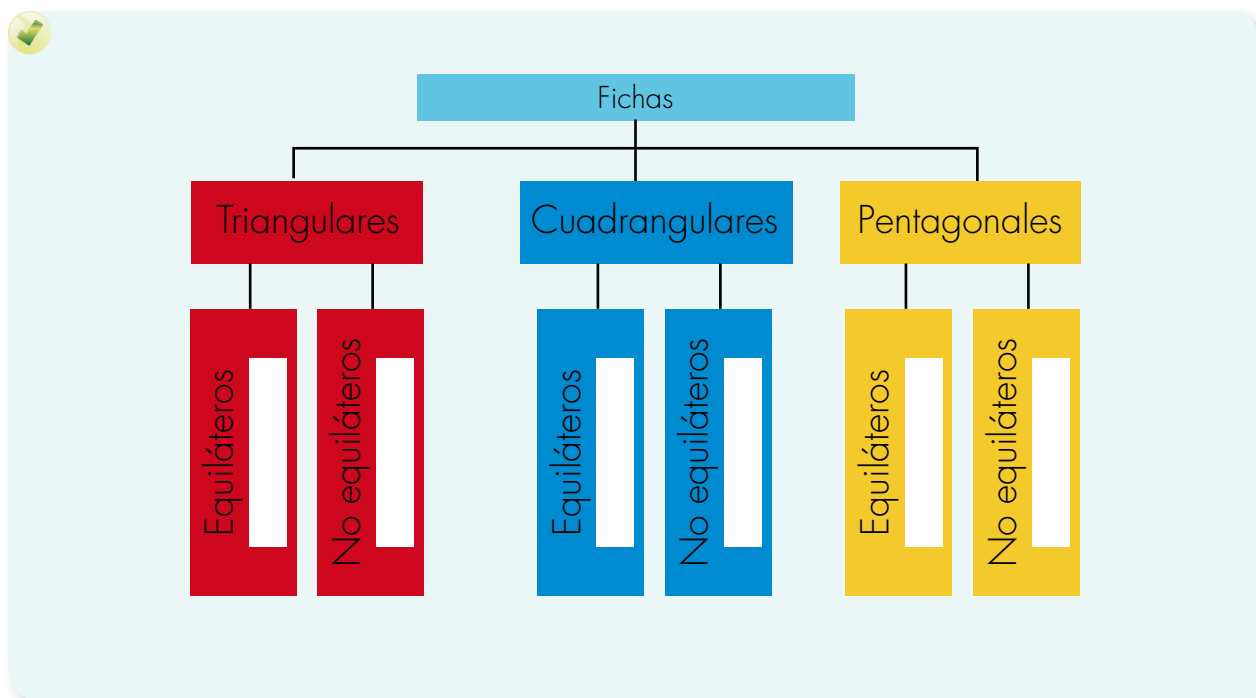 Fichas
Triangulares
Cuadrangulares
Pentagonales
Equiláteros
No equiláteros
Equiláteros
No equiláteros
Equiláteros
No equiláteros